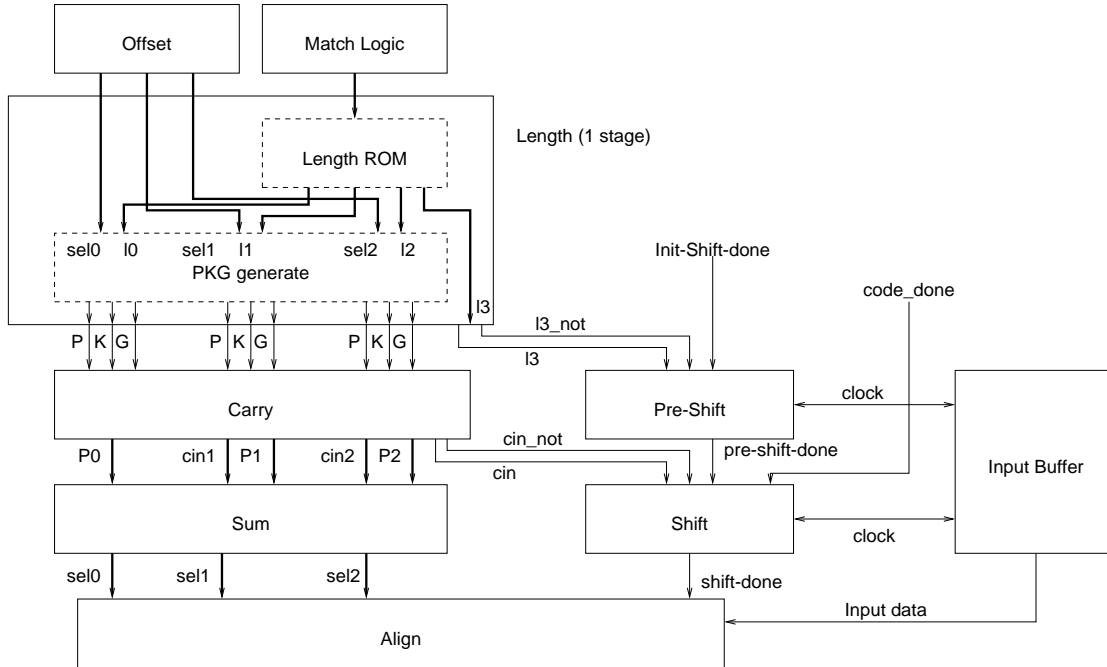 Offset
Match Logic
Length (1 stage)
Length ROM
sel0 l0 sel1 l1 sel2 l2
PKG generate
Init-Shift-done
code_done
l3
l3_not
P K G P K G P K G
l3
Carry
Pre-Shift
clock
cin_not
P0 cin1 P1 cin2 P2
pre-shift-done
cin
Input Buffer
Sum
Shift
clock
sel0 sel1 sel2
shift-done
Input data
Align